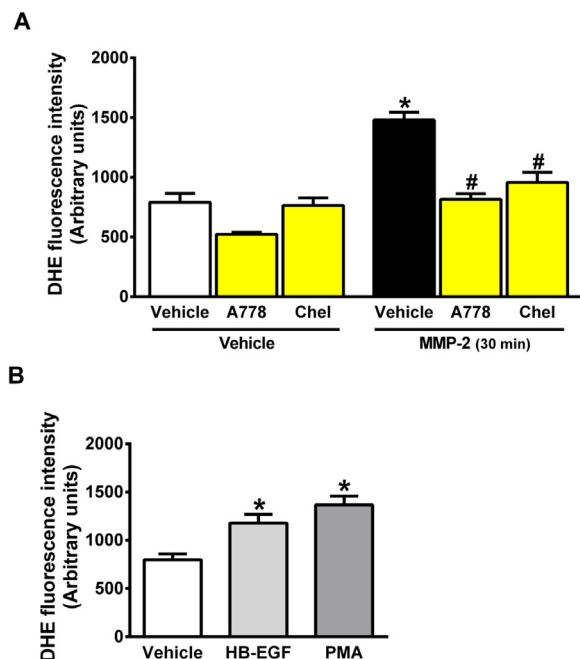 A
DHE fluorescence intensity
(Arbitrary units)
2000
1500
1000
500
0
*
#
#
Vehicle A778 Chel Vehicle A778 Chel
Vehicle MMP-2 (30 min)
B
DHE fluorescence intensity
(Arbitrary units)
2000
1500
1000
500
0
*
*
Vehicle HB-EGF PMA